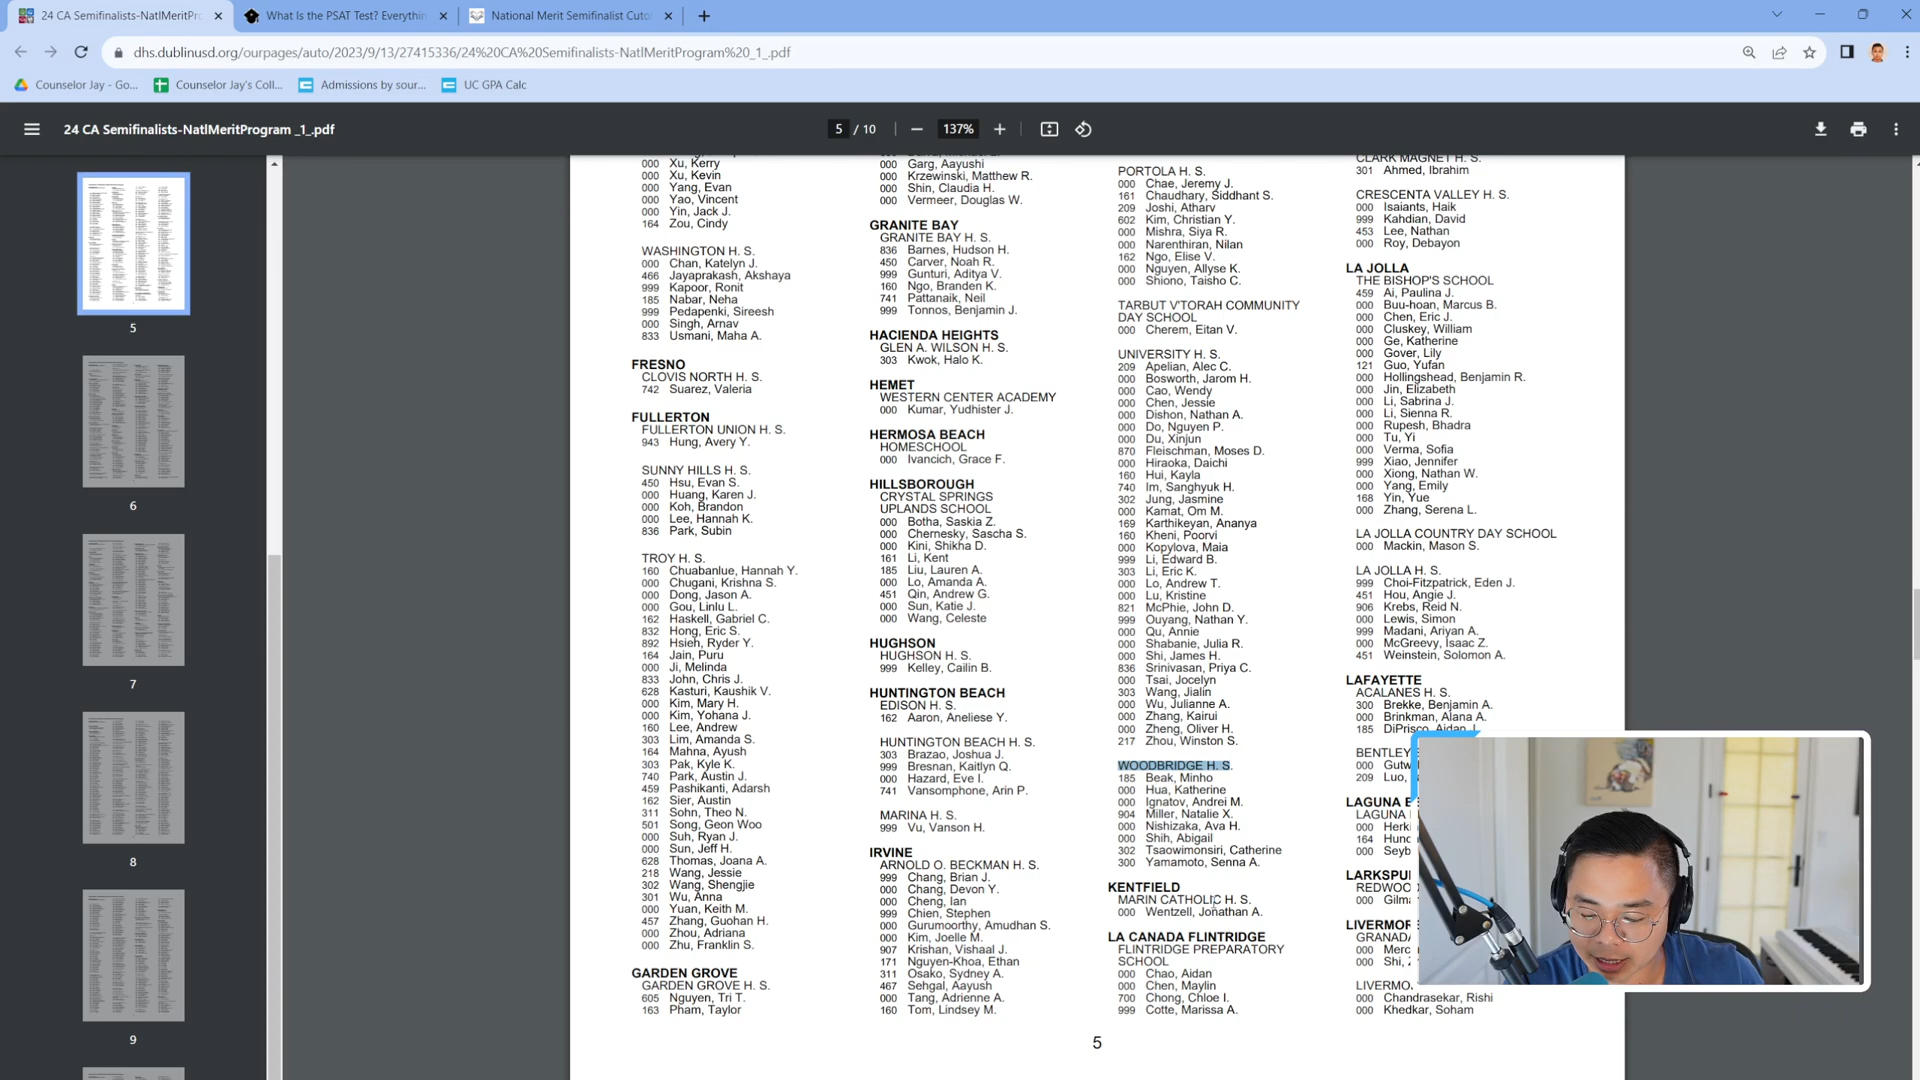 24 CA Semifinalists-NatlMeritPro
What Is the PSAT Test? Everythin
National Merit Semifinalist Cuto
dhs.dublinusd.org/ourpages/auto/2023/9/13/27415336/24%20CA%20Semifinalists-NatlMeritProgram%20_1_.pdf
Counselor Jay - Go...
Counselor Jay's Coll...
Admissions by sour...
UC GPA Calc
24 CA Semifinalists-NatlMeritProgram _1_.pdf
5 / 10
137%
5
6
7
8
9
000 Xu, Kerry
000 Xu, Kevin
000 Yang, Evan
000 Yao, Vincent
000 Yin, Jack J.
164 Zou, Cindy
WASHINGTON H. S.
000 Chan, Katelyn J.
466 Jayaprakash, Akshaya
999 Kapoor, Ronit
185 Nabar, Neha
999 Pedapenki, Sireesh
000 Singh, Arnav
833 Usmani, Maha A.
FRESNO
CLOVIS NORTH H. S.
742 Suarez, Valeria
FULLERTON
FULLERTON UNION H. S.
943 Hung, Avery Y.
SUNNY HILLS H. S.
450 Hsu, Evan S.
000 Huang, Karen J.
000 Koh, Brandon
000 Lee, Hannah K.
836 Park, Subin
TROY H. S.
160 Chuabanlue, Hannah Y.
000 Chugani, Krishna S.
000 Dong, Jason A.
000 Gou, Linlu L.
162 Haskell, Gabriel C.
832 Hong, Eric S.
892 Hsieh, Ryder Y.
164 Jain, Puru
000 Ji, Melinda
833 John, Chris J.
628 Kasturi, Kaushik V.
000 Kim, Mary H.
000 Kim, Yohana J.
160 Lee, Andrew
303 Lim, Amanda S.
164 Mahna, Ayush
303 Pak, Kyle K.
740 Park, Austin J.
459 Pashikanti, Adarsh
162 Sier, Austin
311 Sohn, Theo N.
501 Song, Geon Woo
000 Suh, Ryan J.
000 Sun, Jeff H.
628 Thomas, Joana A.
218 Wang, Jessie
302 Wang, Shengjie
301 Wu, Anna
000 Yuan, Keith M.
457 Zhang, Guohan H.
000 Zhou, Adriana
000 Zhu, Franklin S.
GARDEN GROVE
GARDEN GROVE H. S.
605 Nguyen, Tri T.
163 Pham, Taylor
000 Garg, Aayushi
000 Krzewinski, Matthew R.
000 Shin, Claudia H.
000 Vermeer, Douglas W.
GRANITE BAY
GRANITE BAY H. S.
836 Barnes, Hudson H.
450 Carver, Noah R.
999 Gunturi, Aditya V.
160 Ngo, Branden K.
741 Pattanaik, Neil
999 Tonnos, Benjamin J.
HACIENDA HEIGHTS
GLEN A. WILSON H. S.
303 Kwok, Halo K.
HEMET
WESTERN CENTER ACADEMY
000 Kumar, Yudhister J.
HERMOSA BEACH
HOMESCHOOL
000 Ivancich, Grace F.
HILLSBOROUGH
CRYSTAL SPRINGS
UPLANDS SCHOOL
000 Botha, Saskia Z.
000 Chernesky, Sascha S.
000 Kini, Shikha D.
161 Li, Kent
185 Liu, Lauren A.
000 Lo, Amanda A.
451 Qin, Andrew G.
000 Sun, Katie J.
000 Wang, Celeste
HUGHSON
HUGHSON H. S.
999 Kelley, Cailin B.
HUNTINGTON BEACH
EDISON H. S.
162 Aaron, Aneliese Y.
HUNTINGTON BEACH H. S.
303 Brazao, Joshua J.
999 Bresnan, Kaitlyn Q.
000 Hazard, Eve I.
741 Vansomphone, Arin P.
MARINA H. S.
999 Vu, Vanson H.
IRVINE
ARNOLD O. BECKMAN H. S.
999 Chang, Brian J.
000 Chang, Devon Y.
000 Cheng, Ian
999 Chien, Stephen
000 Gurumoorthy, Amudhan S.
000 Kim, Joelle M.
907 Krishan, Vishaal J.
171 Nguyen-Khoa, Ethan
311 Osako, Sydney A.
467 Sehgal, Aayush
000 Tang, Adrienne A.
160 Tom, Lindsey M.
PORTOLA H. S.
000 Chae, Jeremy J.
161 Chaudhary, Siddhant S.
209 Joshi, Atharv
602 Kim, Christian Y.
000 Mishra, Siya R.
000 Narenthiran, Nilan
162 Ngo, Elise V.
000 Nguyen, Allyse K.
000 Shiono, Taisho C.
TARBUT V'TORAH COMMUNITY
DAY SCHOOL
000 Cherem, Eitan V.
UNIVERSITY H. S.
209 Apelian, Alec C.
000 Bosworth, Jarom H.
000 Cao, Wendy
000 Chen, Jessie
000 Dishon, Nathan A.
000 Do, Nguyen P.
000 Du, Xinjun
870 Fleischman, Moses D.
000 Hiraoka, Daichi
160 Hui, Kayla
740 Im, Sanghyuk H.
302 Jung, Jasmine
000 Kamat, Om M.
169 Karthikeyan, Ananya
160 Kheni, Poorvi
000 Kopylova, Maia
999 Li, Edward B.
303 Li, Eric K.
000 Lo, Andrew T.
000 Lu, Kristine
821 McPhie, John D.
999 Ouyang, Nathan Y.
000 Qu, Annie
000 Shabanie, Julia R.
000 Shi, James H.
836 Srinivasan, Priya C.
000 Tsai, Jocelyn
303 Wang, Jialin
000 Wu, Julianne A.
000 Zhang, Kairui
000 Zheng, Oliver H.
217 Zhou, Winston S.
WOODBRIDGE H. S.
185 Beak, Minho
000 Hua, Katherine
000 Ignatov, Andrei M.
904 Miller, Natalie X.
000 Nishizaka, Ava H.
000 Shih, Abigail
302 Tsaowimonsiri, Catherine
300 Yamamoto, Senna A.
KENTFIELD
MARIN CATHOLIC H. S.
000 Wentzell, Jonathan A.
LA CANADA FLINTRIDGE
FLINTRIDGE PREPARATORY
SCHOOL
000 Chao, Aidan
000 Chen, Maylin
700 Chong, Chloe I.
999 Cotte, Marissa A.
CLARK MAGNET H. S.
301 Ahmed, Ibrahim
CRESCENTA VALLEY H. S.
000 Isaiants, Haik
999 Kahdian, David
453 Lee, Nathan
000 Roy, Debayon
LA JOLLA
THE BISHOP'S SCHOOL
459 Ai, Paulina J.
000 Buu-hoan, Marcus B.
000 Chen, Eric J.
000 Cluskey, William
000 Ge, Katherine
000 Gover, Lily
121 Guo, Yufan
000 Hollingshead, Benjamin R.
000 Jin, Elizabeth
000 Li, Sabrina J.
000 Li, Sienna R.
000 Rupesh, Bhadra
000 Tu, Yi
000 Verma, Sofia
999 Xiao, Jennifer
000 Xiong, Nathan W.
000 Yang, Emily
168 Yin, Yue
000 Zhang, Serena L.
LA JOLLA COUNTRY DAY SCHOOL
000 Mackin, Mason S.
LA JOLLA H. S.
999 Choi-Fitzpatrick, Eden J.
451 Hou, Angie J.
906 Krebs, Reid N.
000 Lewis, Simon
999 Madani, Ariyan A.
000 McGreevy, Isaac Z.
451 Weinstein, Solomon A.
LAFAYETTE
ACALANES H. S.
300 Brekke, Benjamin A.
000 Brinkman, Alana A.
185 DiPrisco, Aidan J.
BENTLEY
000 Gutw
209 Luo,
LAGUNA B
LAGUNA
000 Herki
164 Hund
000 Seyb
LARKSPU
REDWOO
000 Gilma
LIVERMOR
GRANADA
000 Merc
000 Shi, Z
LIVERMO
000 Chandrasekar, Rishi
000 Khedkar, Soham
5